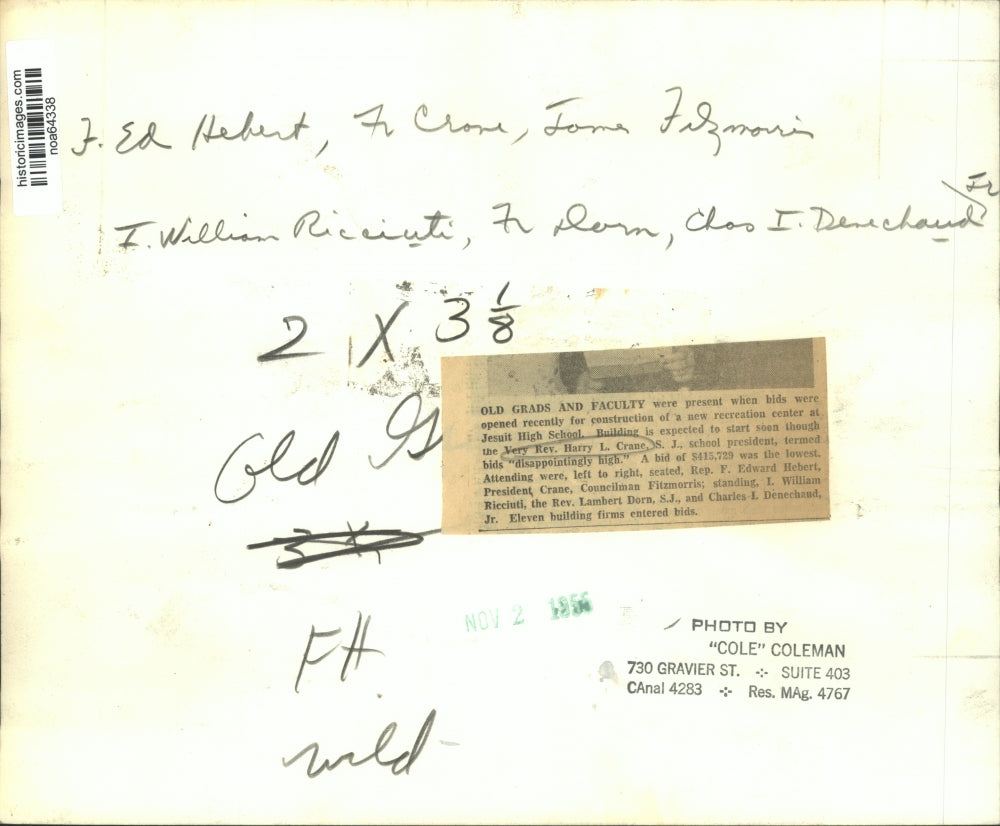 historicimages.com
noa64338
F. Ed Hebert, Fr Crane, James Fitzmorris
Jr
I. William Ricciuti, Fr Dorn, Chas I. Denechaud
2 X 3 1/8
Old
OLD GRADS AND FACULTY were present when bids were
opened recently for construction of a new recreation center at
Jesuit High School. Building is expected to start soon though
the Very Rev. Harry L. Crane, S. J., school president, termed
bids "disappointingly high." A bid of $415,729 was the lowest.
Attending were, left to right, seated, Rep. F. Edward Hebert,
President Crane, Councilman Fitzmorris; standing, I. William
Ricciuti, the Rev. Lambert Dorn, S.J., and Charles I. Denechaud,
Jr. Eleven building firms entered bids.
FH
wld
NOV 2 1955
PHOTO BY
"COLE" COLEMAN
730 GRAVIER ST. -:- SUITE 403
CAnal 4283 -:- Res. MAg. 4767